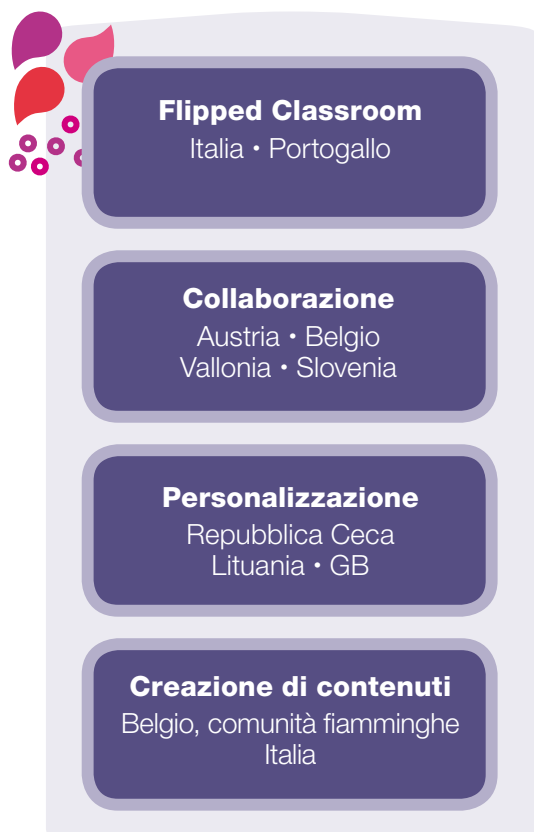 Flipped Classroom
Italia • Portogallo
Collaborazione
Austria • Belgio
Vallonia • Slovenia
Personalizzazione
Repubblica Ceca
Lituania • GB
Creazione di contenuti
Belgio, comunità fiamminghe
Italia